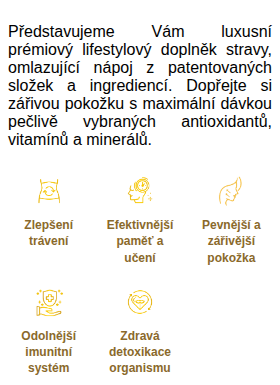 Představujeme Vám luxusní
prémiový lifestylový doplněk stravy,
omlazující nápoj z patentovaných
složek a ingrediencí. Dopřejte si
zářivou pokožku s maximální dávkou
pečlivě vybraných antioxidantů,
vitamínů a minerálů.
Zlepšení
trávení
Efektivnější
paměť a
učení
Pevnější a
zářivější
pokožka
Odolnější
imunitní
systém
Zdravá
detoxikace
organismu